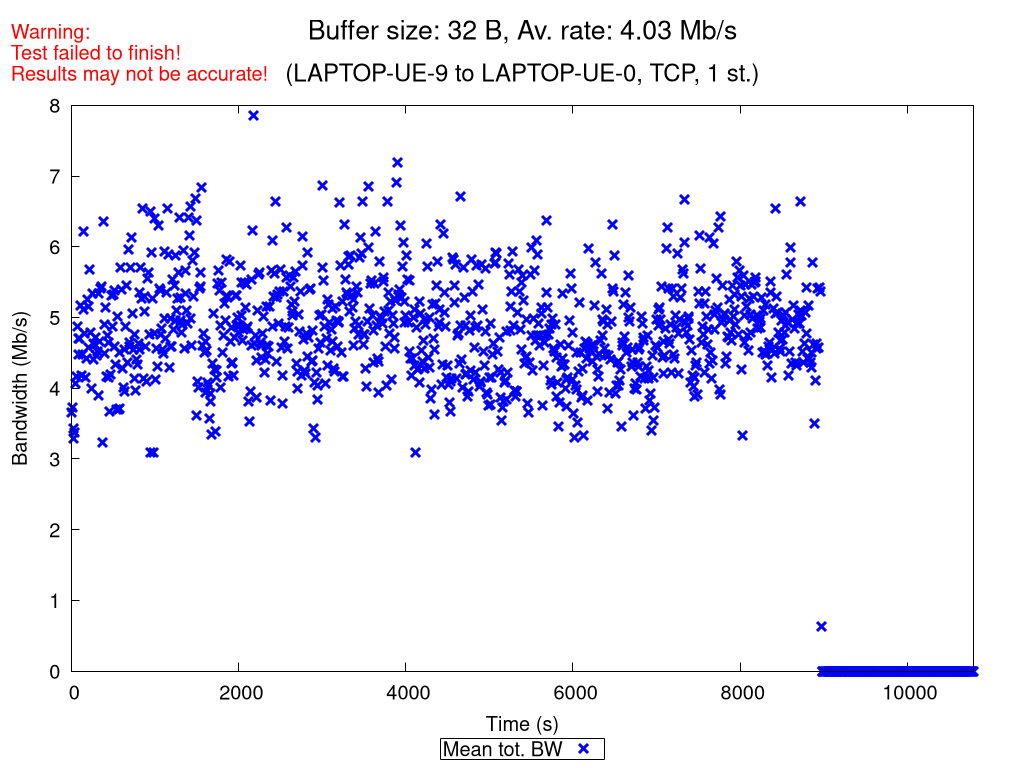 Warning:
Test failed to finish!
Results may not be accurate!
Buffer size: 32 B, Av. rate: 4.03 Mb/s
(LAPTOP-UE-9 to LAPTOP-UE-0, TCP, 1 st.)
8
7
6
5
4
3
2
1
0
Bandwidth (Mb/s)
0 2000 4000 6000 8000 10000
Time (s)
Mean tot. BW